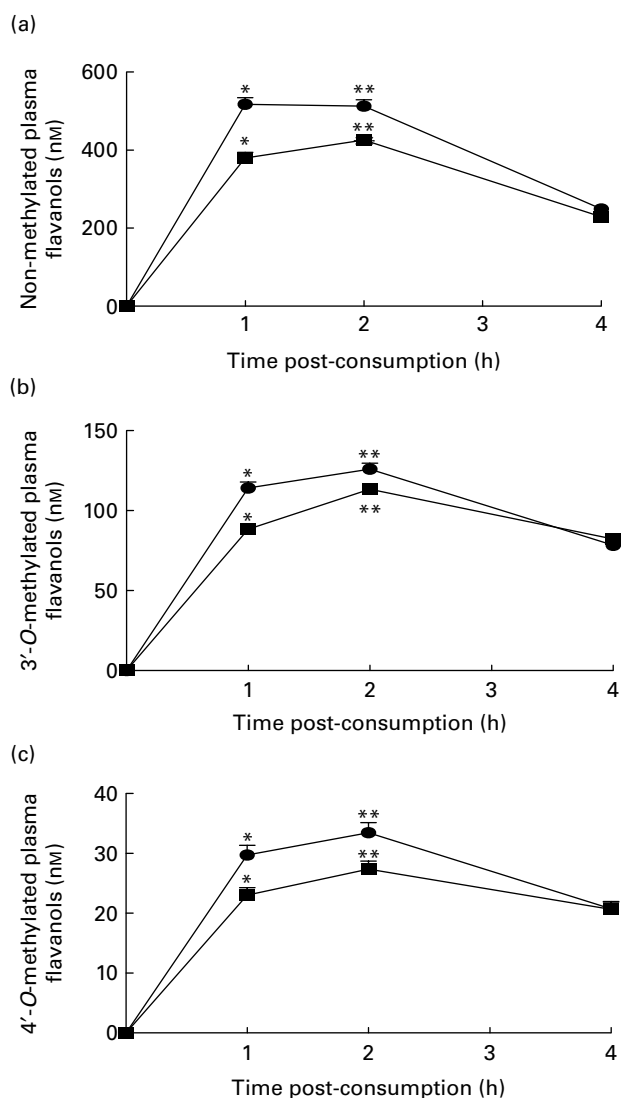 (a)
600
400
200
0
Non-methylated plasma
flavanols (nM)
*
**
*
**
1 2 3 4
Time post-consumption (h)
(b)
150
100
50
0
3′-O-methylated plasma
flavanols (nM)
*
**
*
**
1 2 3 4
Time post-consumption (h)
(c)
40
30
20
10
0
4′-O-methylated plasma
flavanols (nM)
*
**
*
**
1 2 3 4
Time post-consumption (h)